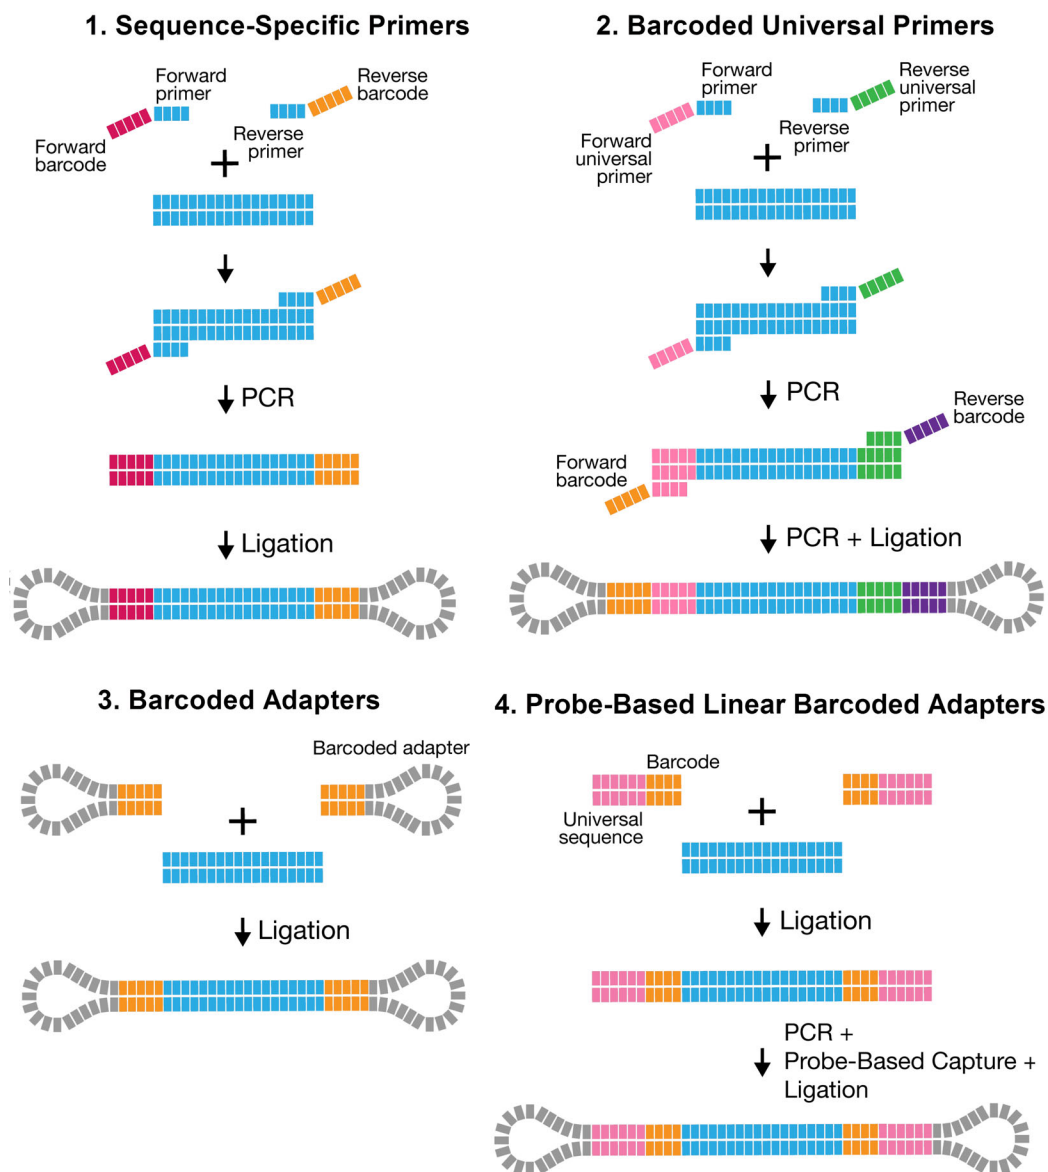 1. Sequence-Specific Primers
Forward
primer
Reverse
barcode
Forward
barcode
Reverse
primer
+
PCR
Ligation
2. Barcoded Universal Primers
Forward
primer
Reverse
universal
primer
Forward
universal
primer
Reverse
primer
+
PCR
Reverse
barcode
Forward
barcode
PCR + Ligation
3. Barcoded Adapters
Barcoded adapter
+
Ligation
4. Probe-Based Linear Barcoded Adapters
Barcode
Universal
sequence
+
Ligation
PCR +
Probe-Based Capture +
Ligation